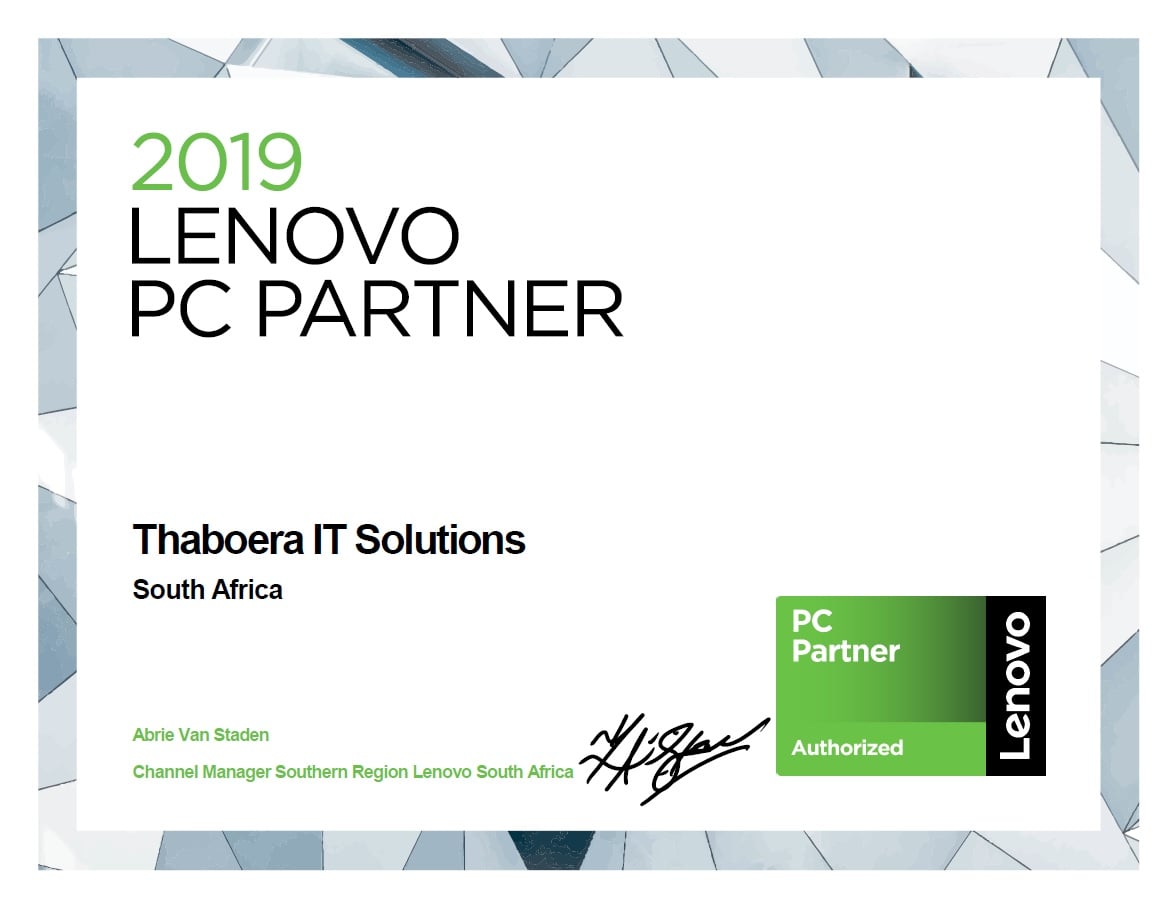 2019
LENOVO
PC PARTNER
Thaboera IT Solutions
South Africa
PC
Partner
Authorized
Lenovo
Abrie Van Staden
Channel Manager Southern Region Lenovo South Africa